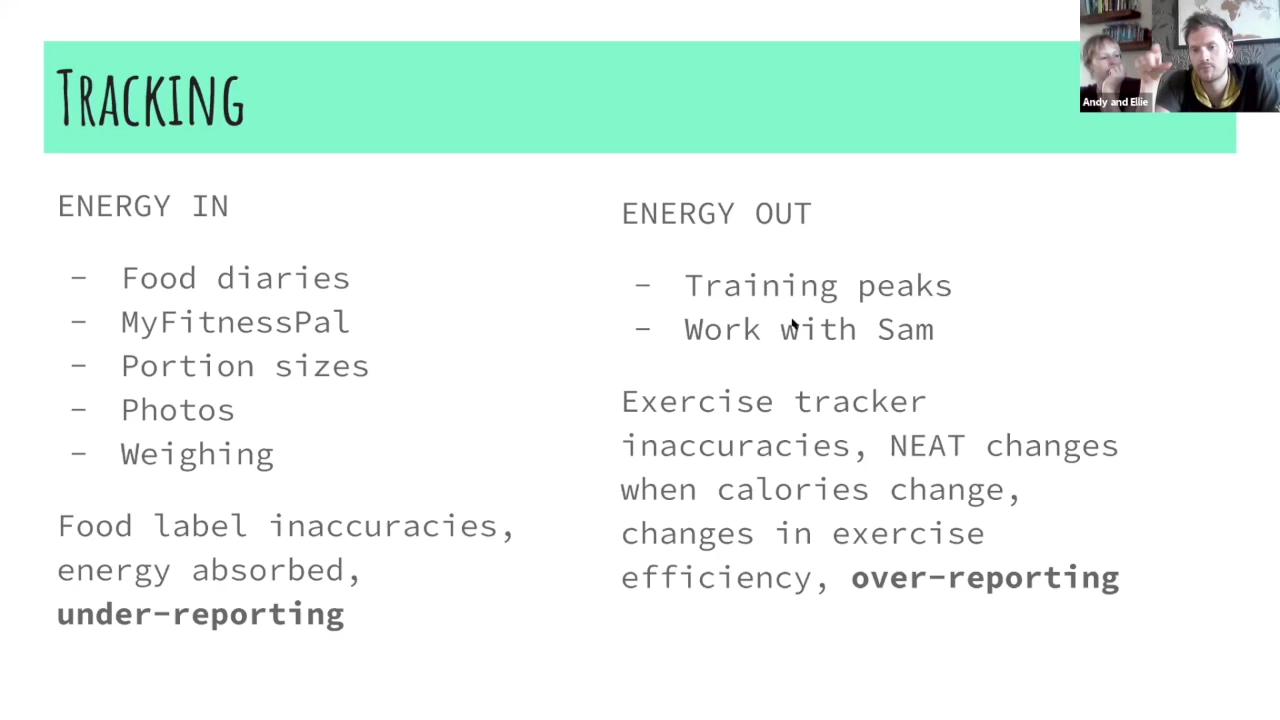 TRACKING
Andy and Ellie
ENERGY IN
- Food diaries
- MyFitnessPal
- Portion sizes
- Photos
- Weighing
Food label inaccuracies,
energy absorbed,
under-reporting
ENERGY OUT
- Training peaks
- Work with Sam
Exercise tracker
inaccuracies, NEAT changes
when calories change,
changes in exercise
efficiency, over-reporting